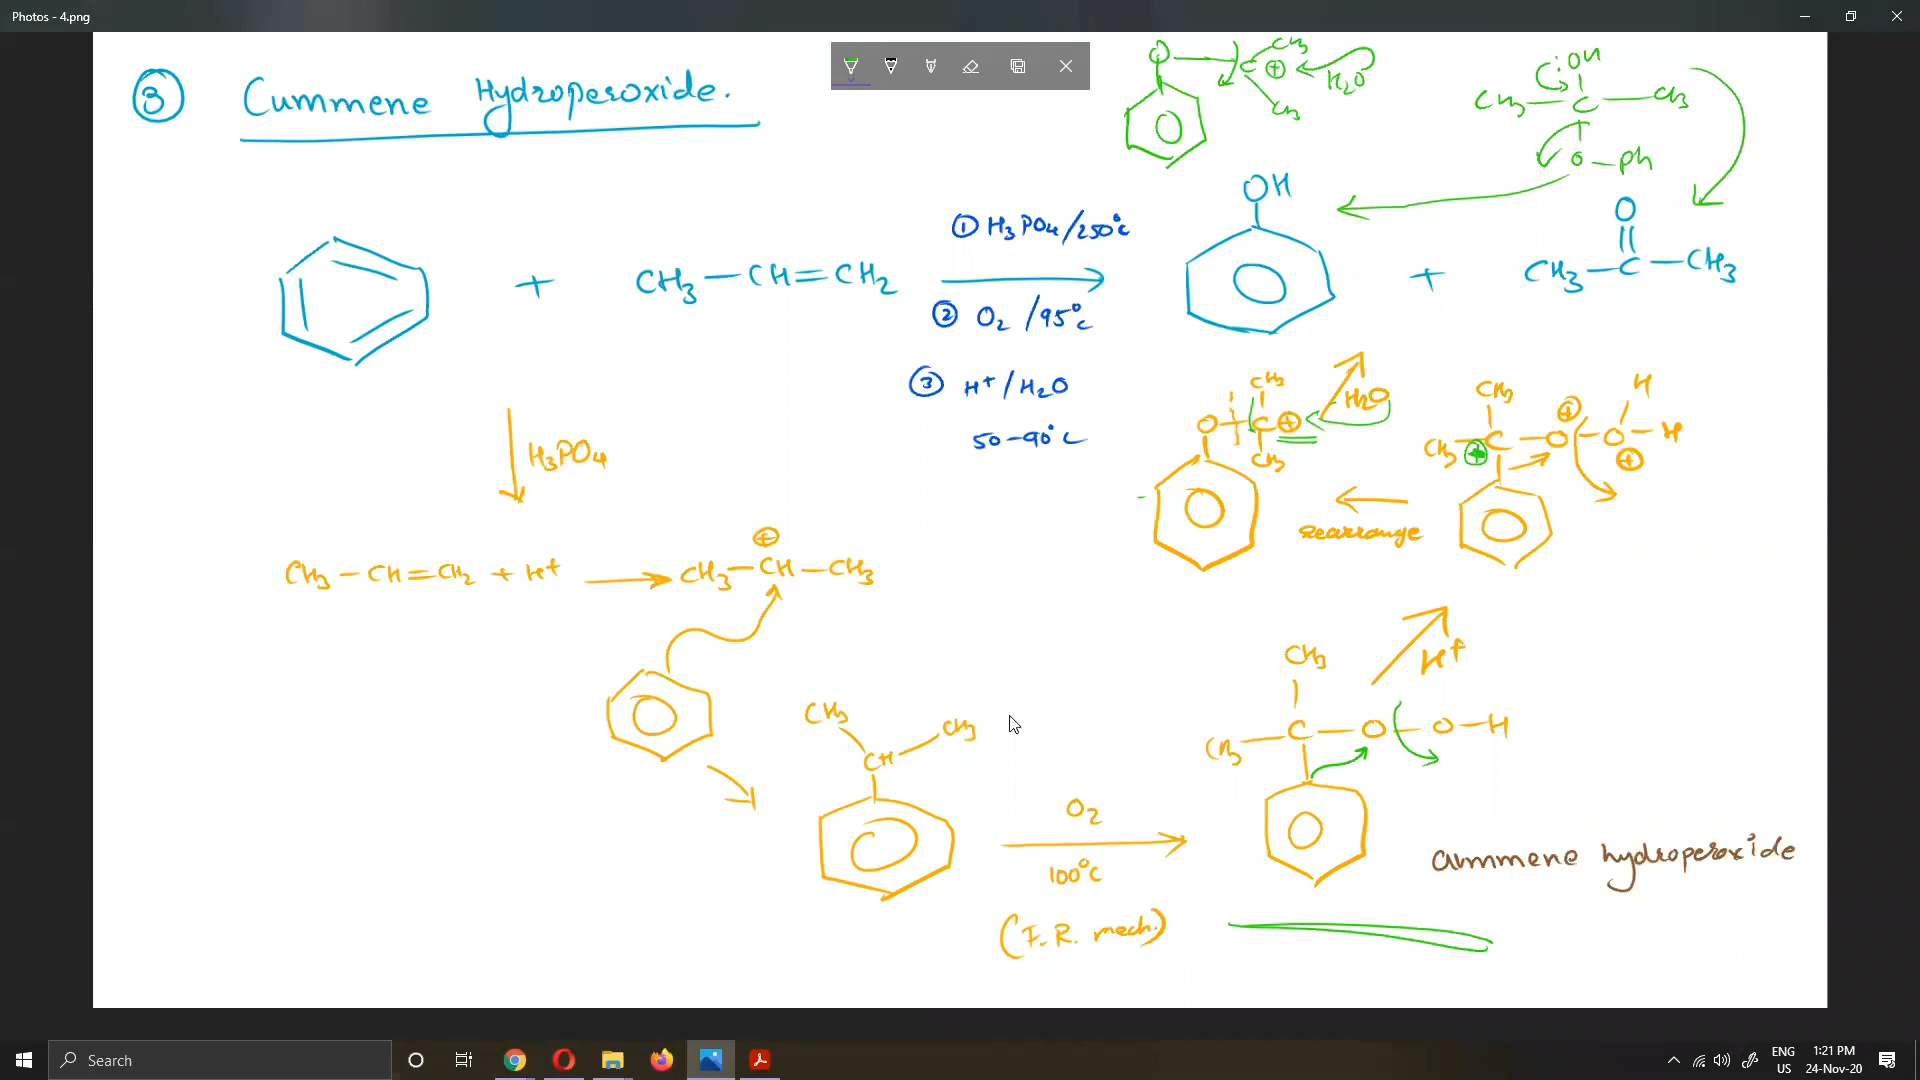 Photos - 4.png
③ Cummene Hydroperoxide.
O C CH3
⊕ H2O
CH3
:OH
CH3 — C — CH3
O — Ph
① H3PO4/250°C
+ CH3 — CH = CH2
② O2 /95°C
③ H+ / H2O
50-90°C
OH
+
O
CH3 — C — CH3
H3PO4
CH3
O C ⊕ H2O
CH3
rearrange
CH3 H
CH3 ⊕ C — O ⊕ — O — H
⊕
CH3 — CH = CH2 + H+
⊕
CH3 — CH — CH3
CH3 CH3
CH
O2
100°C
(F.R. mech.)
H+
CH3
CH3 — C — O — O — H
cummene hydroperoxide
Search
ENG
US
1:21 PM
24-Nov-20